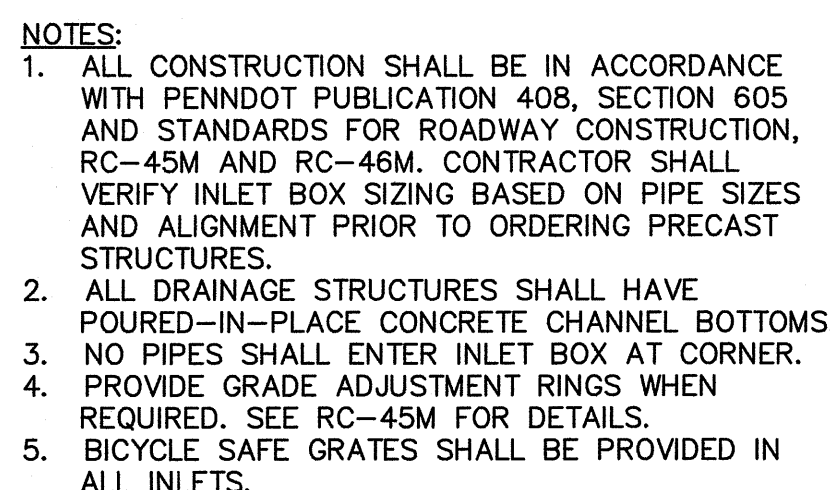 NOTES:
1. ALL CONSTRUCTION SHALL BE IN ACCORDANCE
WITH PENNDOT PUBLICATION 408, SECTION 605
AND STANDARDS FOR ROADWAY CONSTRUCTION,
RC-45M AND RC-46M. CONTRACTOR SHALL
VERIFY INLET BOX SIZING BASED ON PIPE SIZES
AND ALIGNMENT PRIOR TO ORDERING PRECAST
STRUCTURES.
2. ALL DRAINAGE STRUCTURES SHALL HAVE
POURED-IN-PLACE CONCRETE CHANNEL BOTTOMS
3. NO PIPES SHALL ENTER INLET BOX AT CORNER.
4. PROVIDE GRADE ADJUSTMENT RINGS WHEN
REQUIRED. SEE RC-45M FOR DETAILS.
5. BICYCLE SAFE GRATES SHALL BE PROVIDED IN
ALL INLETS.